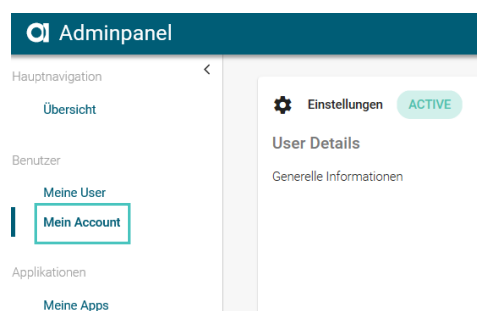 Adminpanel
Hauptnavigation
Übersicht
Benutzer
Meine User
Mein Account
Applikationen
Meine Apps
Einstellungen ACTIVE
User Details
Generelle Informationen